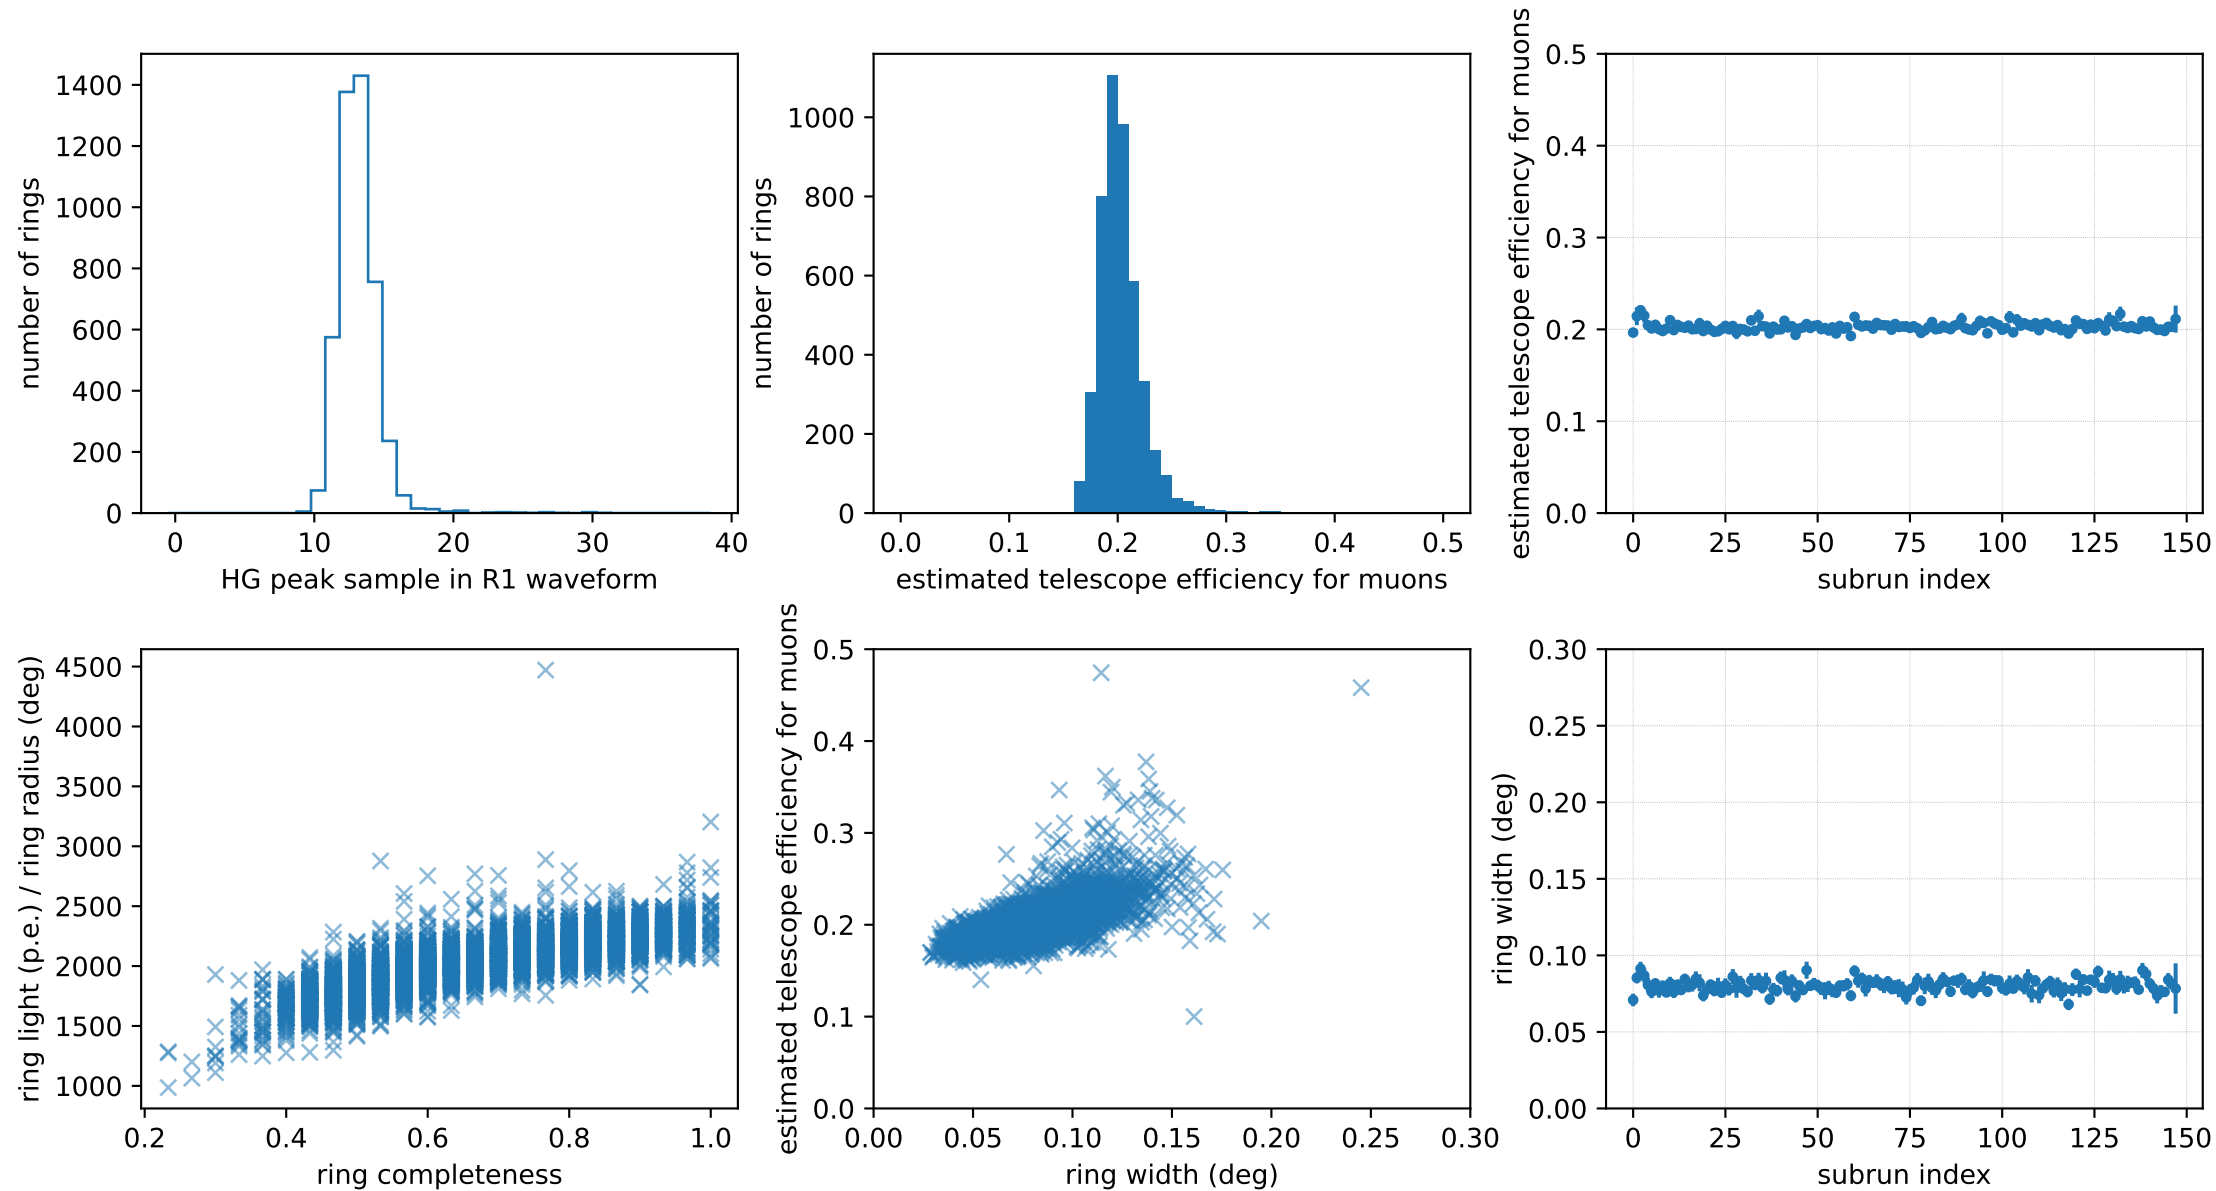 number of rings
1400
1200
1000
800
600
400
200
0
0 10 20 30 40
HG peak sample in R1 waveform
number of rings
1000
800
600
400
200
0
0.0 0.1 0.2 0.3 0.4 0.5
estimated telescope efficiency for muons
estimated telescope efficiency for muons
0.5
0.4
0.3
0.2
0.1
0.0
0 25 50 75 100 125 150
subrun index
ring light (p.e.) / ring radius (deg)
4500
4000
3500
3000
2500
2000
1500
1000
0.2 0.4 0.6 0.8 1.0
ring completeness
estimated telescope efficiency for muons
0.5
0.4
0.3
0.2
0.1
0.0
0.00 0.05 0.10 0.15 0.20 0.25 0.30
ring width (deg)
ring width (deg)
0.30
0.25
0.20
0.15
0.10
0.05
0.00
0 25 50 75 100 125 150
subrun index